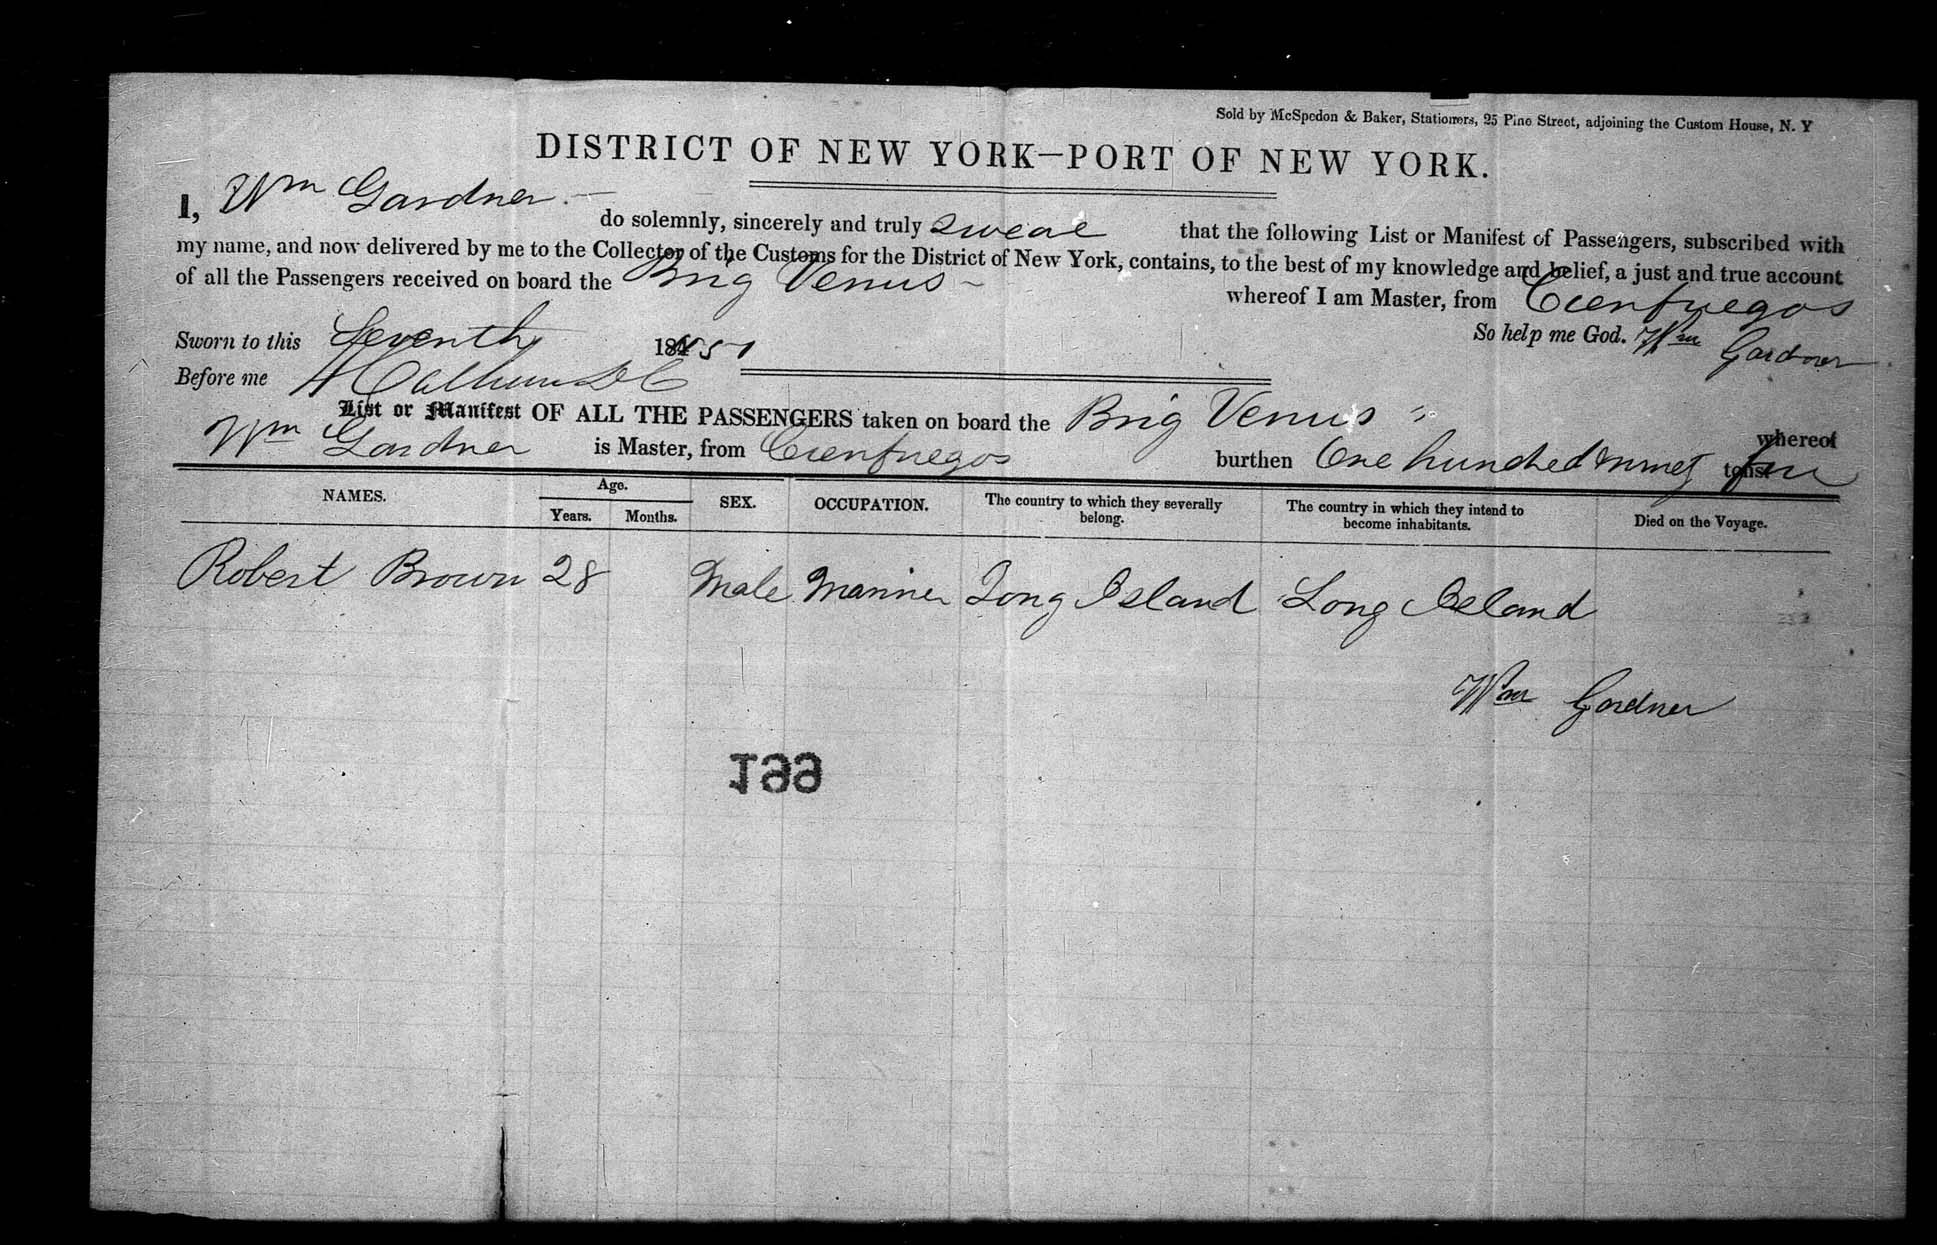 Sold by McSpedon & Baker, Stationers, 25 Pine Street, adjoining the Custom House, N. Y
DISTRICT OF NEW YORK—PORT OF NEW YORK.
I, Wm Gardner do solemnly, sincerely and truly swear that the following List or Manifest of Passengers, subscribed with
my name, and now delivered by me to the Collector of the Customs for the District of New York, contains, to the best of my knowledge and belief, a just and true account
of all the Passengers received on board the Brig Venus whereof I am Master, from Cienfuegos
So help me God. Wm Gardner
Sworn to this Seventh 1851
Before me Calhoun
List or Manifest OF ALL THE PASSENGERS taken on board the Brig Venus whereof
Wm Gardner is Master, from Cienfuegos burthen One hundred & ninety tons
NAMES. Age. Years. Months. SEX. OCCUPATION. The country to which they severally belong. The country in which they intend to become inhabitants. Died on the Voyage.
Robert Brown 28 Male Mariner Long Island Long Island
Wm Gardner
199